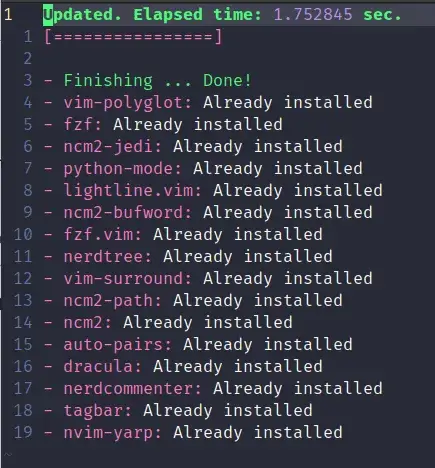 1 Updated. Elapsed time: 1.752845 sec.
1 [================]
2
3 - Finishing ... Done!
4 - vim-polyglot: Already installed
5 - fzf: Already installed
6 - ncm2-jedi: Already installed
7 - python-mode: Already installed
8 - lightline.vim: Already installed
9 - ncm2-bufword: Already installed
10 - fzf.vim: Already installed
11 - nerdtree: Already installed
12 - vim-surround: Already installed
13 - ncm2-path: Already installed
14 - ncm2: Already installed
15 - auto-pairs: Already installed
16 - dracula: Already installed
17 - nerdcommenter: Already installed
18 - tagbar: Already installed
19 - nvim-yarp: Already installed
~